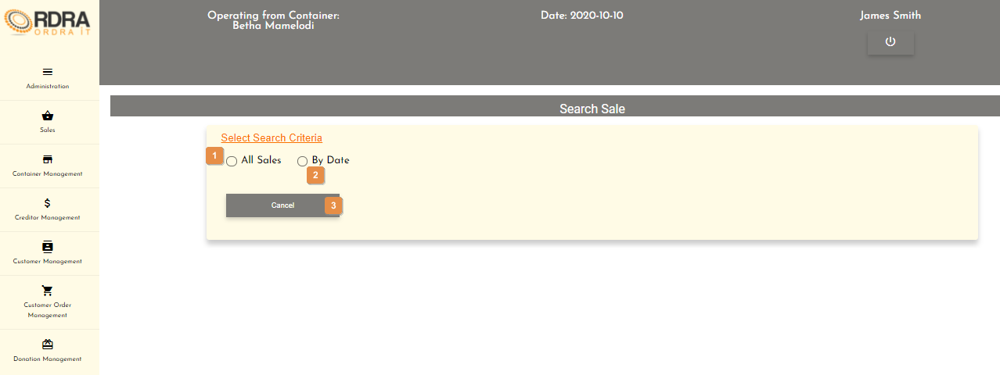 RDRA
ORDRA IT
Operating from Container:
Betha Mamelodi
Date: 2020-10-10
James Smith
Administration
Sales
Container Management
Creditor Management
Customer Management
Customer Order
Management
Donation Management
Search Sale
Select Search Criteria
1
All Sales
By Date
2
Cancel
3